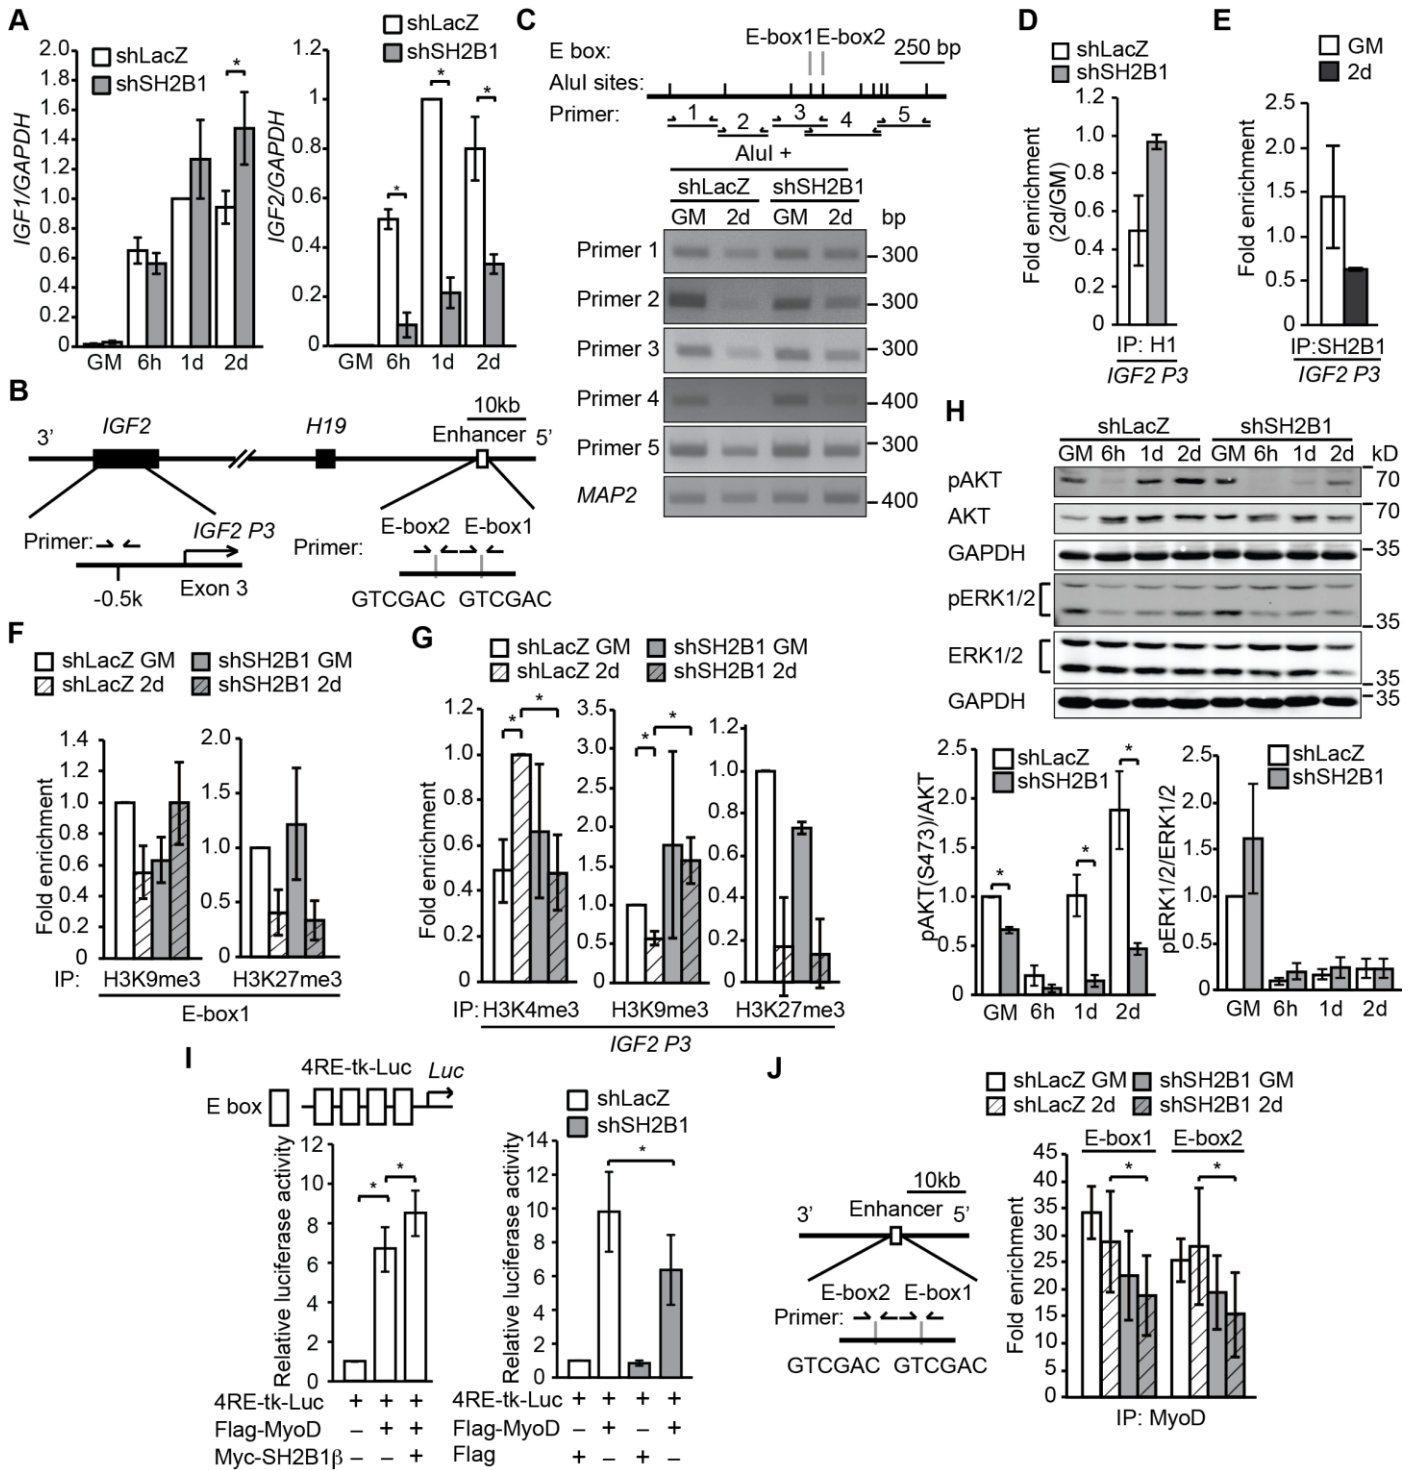 A
shLacZ
shSH2B1
IGF1/GAPDH
2.0
1.8
1.6
1.4
1.2
1.0
0.8
0.6
0.4
0.2
0
*
GM 6h 1d 2d
shLacZ
shSH2B1
IGF2/GAPDH
1.2
1
0.8
0.6
0.4
0.2
0
* * *
GM 6h 1d 2d
B
3' IGF2 H19 10kb
Enhancer 5'
IGF2 P3
Primer:
-0.5k
Exon 3
E-box2 E-box1
Primer:
GTCGAC GTCGAC
C
E-box1 E-box2
E box: 250 bp
AluI sites:
Primer: 1 2 3 4 5
AluI +
shLacZ shSH2B1
GM 2d GM 2d bp
Primer 1 300
Primer 2 300
Primer 3 300
Primer 4 400
Primer 5 300
MAP2 400
D
shLacZ
shSH2B1
Fold enrichment
(2d/GM)
1.2
1.0
0.8
0.6
0.4
0.2
0
IP: H1
IGF2 P3
E
GM
2d
Fold enrichment
2.5
2.0
1.5
1.0
0.5
0
IP:SH2B1
IGF2 P3
F
shLacZ GM shSH2B1 GM
shLacZ 2d shSH2B1 2d
Fold enrichment
1.4
1.2
1.0
0.8
0.6
0.4
0.2
0
2.0
1.5
1.0
0.5
0
IP: H3K9me3 H3K27me3
E-box1
G
shLacZ GM shSH2B1 GM
shLacZ 2d shSH2B1 2d
Fold enrichment
1.2
1.0
0.8
0.6
0.4
0.2
0
* *
3.5
3.0
2.5
2.0
1.5
1.0
0.5
0
* *
1.2
1.0
0.8
0.6
0.4
0.2
0
IP: H3K4me3 H3K9me3 H3K27me3
IGF2 P3
H
shLacZ shSH2B1
GM 6h 1d 2d GM 6h 1d 2d kD
pAKT 70
AKT 70
GAPDH 35
pERK1/2 35
ERK1/2 35
GAPDH 35
shLacZ
shSH2B1
pAKT(S473)/AKT
2.5
2.0
1.5
1.0
0.5
0
* * *
GM 6h 1d 2d
shLacZ
shSH2B1
pERK1/2/ERK1/2
2.5
2.0
1.5
1.0
0.5
0
GM 6h 1d 2d
I
4RE-tk-Luc Luc
E box
Relative luciferase activity
12
10
8
6
4
2
0
* *
4RE-tk-Luc + + +
Flag-MyoD – + +
Myc-SH2B1β – – +
shLacZ
shSH2B1
Relative luciferase activity
14
12
10
8
6
4
2
0
*
4RE-tk-Luc + + + +
Flag-MyoD – + – +
Flag + – + –
J
10kb
3' Enhancer 5'
E-box2 E-box1
Primer:
GTCGAC GTCGAC
shLacZ GM shSH2B1 GM
shLacZ 2d shSH2B1 2d
E-box1 E-box2
Fold enrichment
45
40
35
30
25
20
15
10
5
0
* *
IP: MyoD